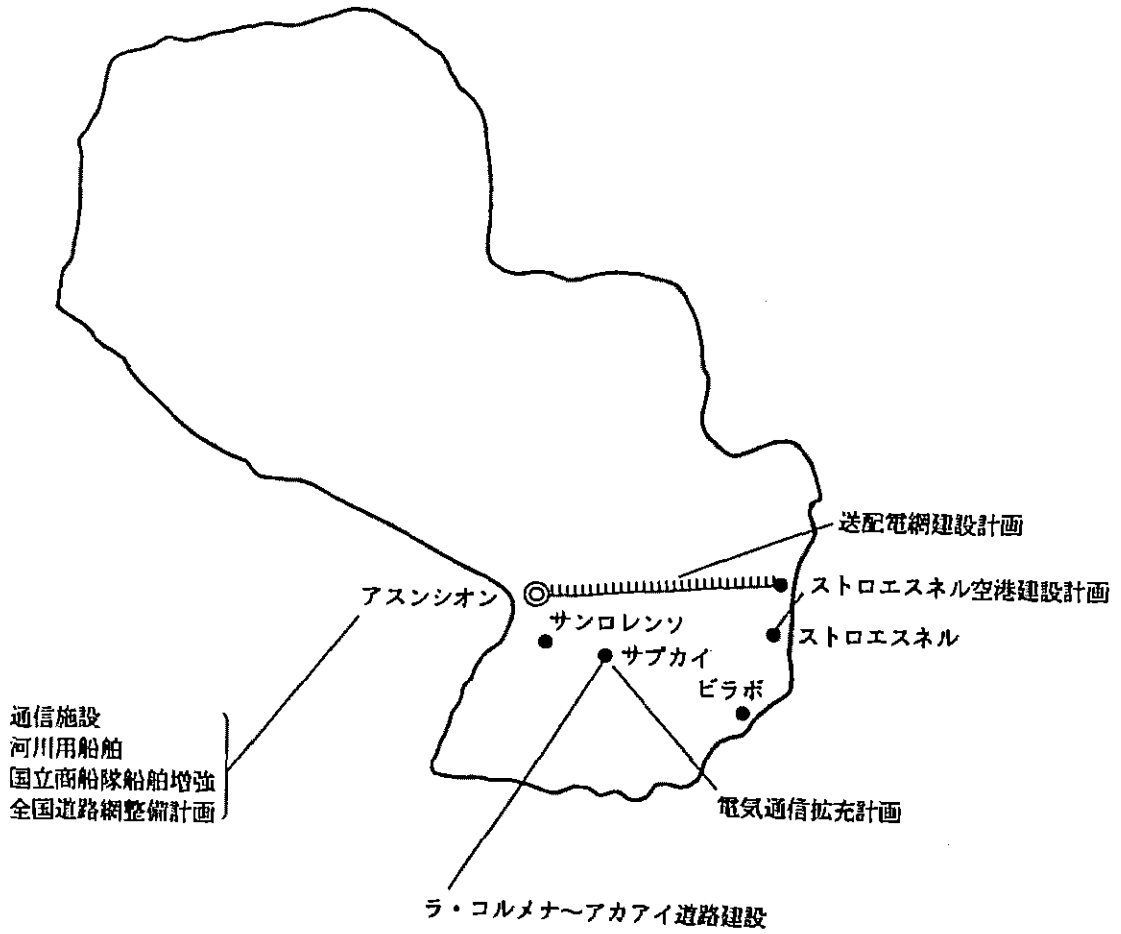 送配電網建設計画
アスンシオン
ストロエスネル空港建設計画
サンロレンソ
ストロエスネル
サプカイ
ビラボ
通信施設
河川用船舶
国立商船隊船舶増強
全国道路網整備計画
電気通信拡充計画
ラ・コルメナ〜アカアイ道路建設